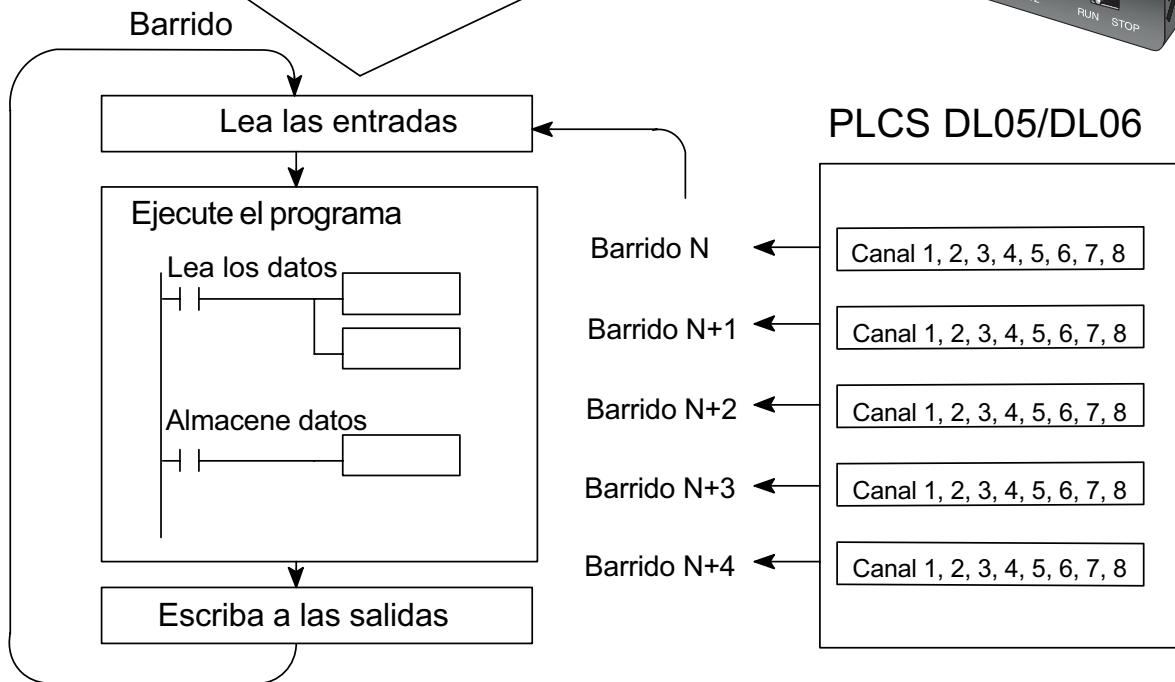 RUN STOP
Barrido
Lea las entradas
Ejecute el programa
Lea los datos
Almacene datos
Escriba a las salidas
PLCS DL05/DL06
Barrido N
Canal 1, 2, 3, 4, 5, 6, 7, 8
Barrido N+1
Canal 1, 2, 3, 4, 5, 6, 7, 8
Barrido N+2
Canal 1, 2, 3, 4, 5, 6, 7, 8
Barrido N+3
Canal 1, 2, 3, 4, 5, 6, 7, 8
Barrido N+4
Canal 1, 2, 3, 4, 5, 6, 7, 8